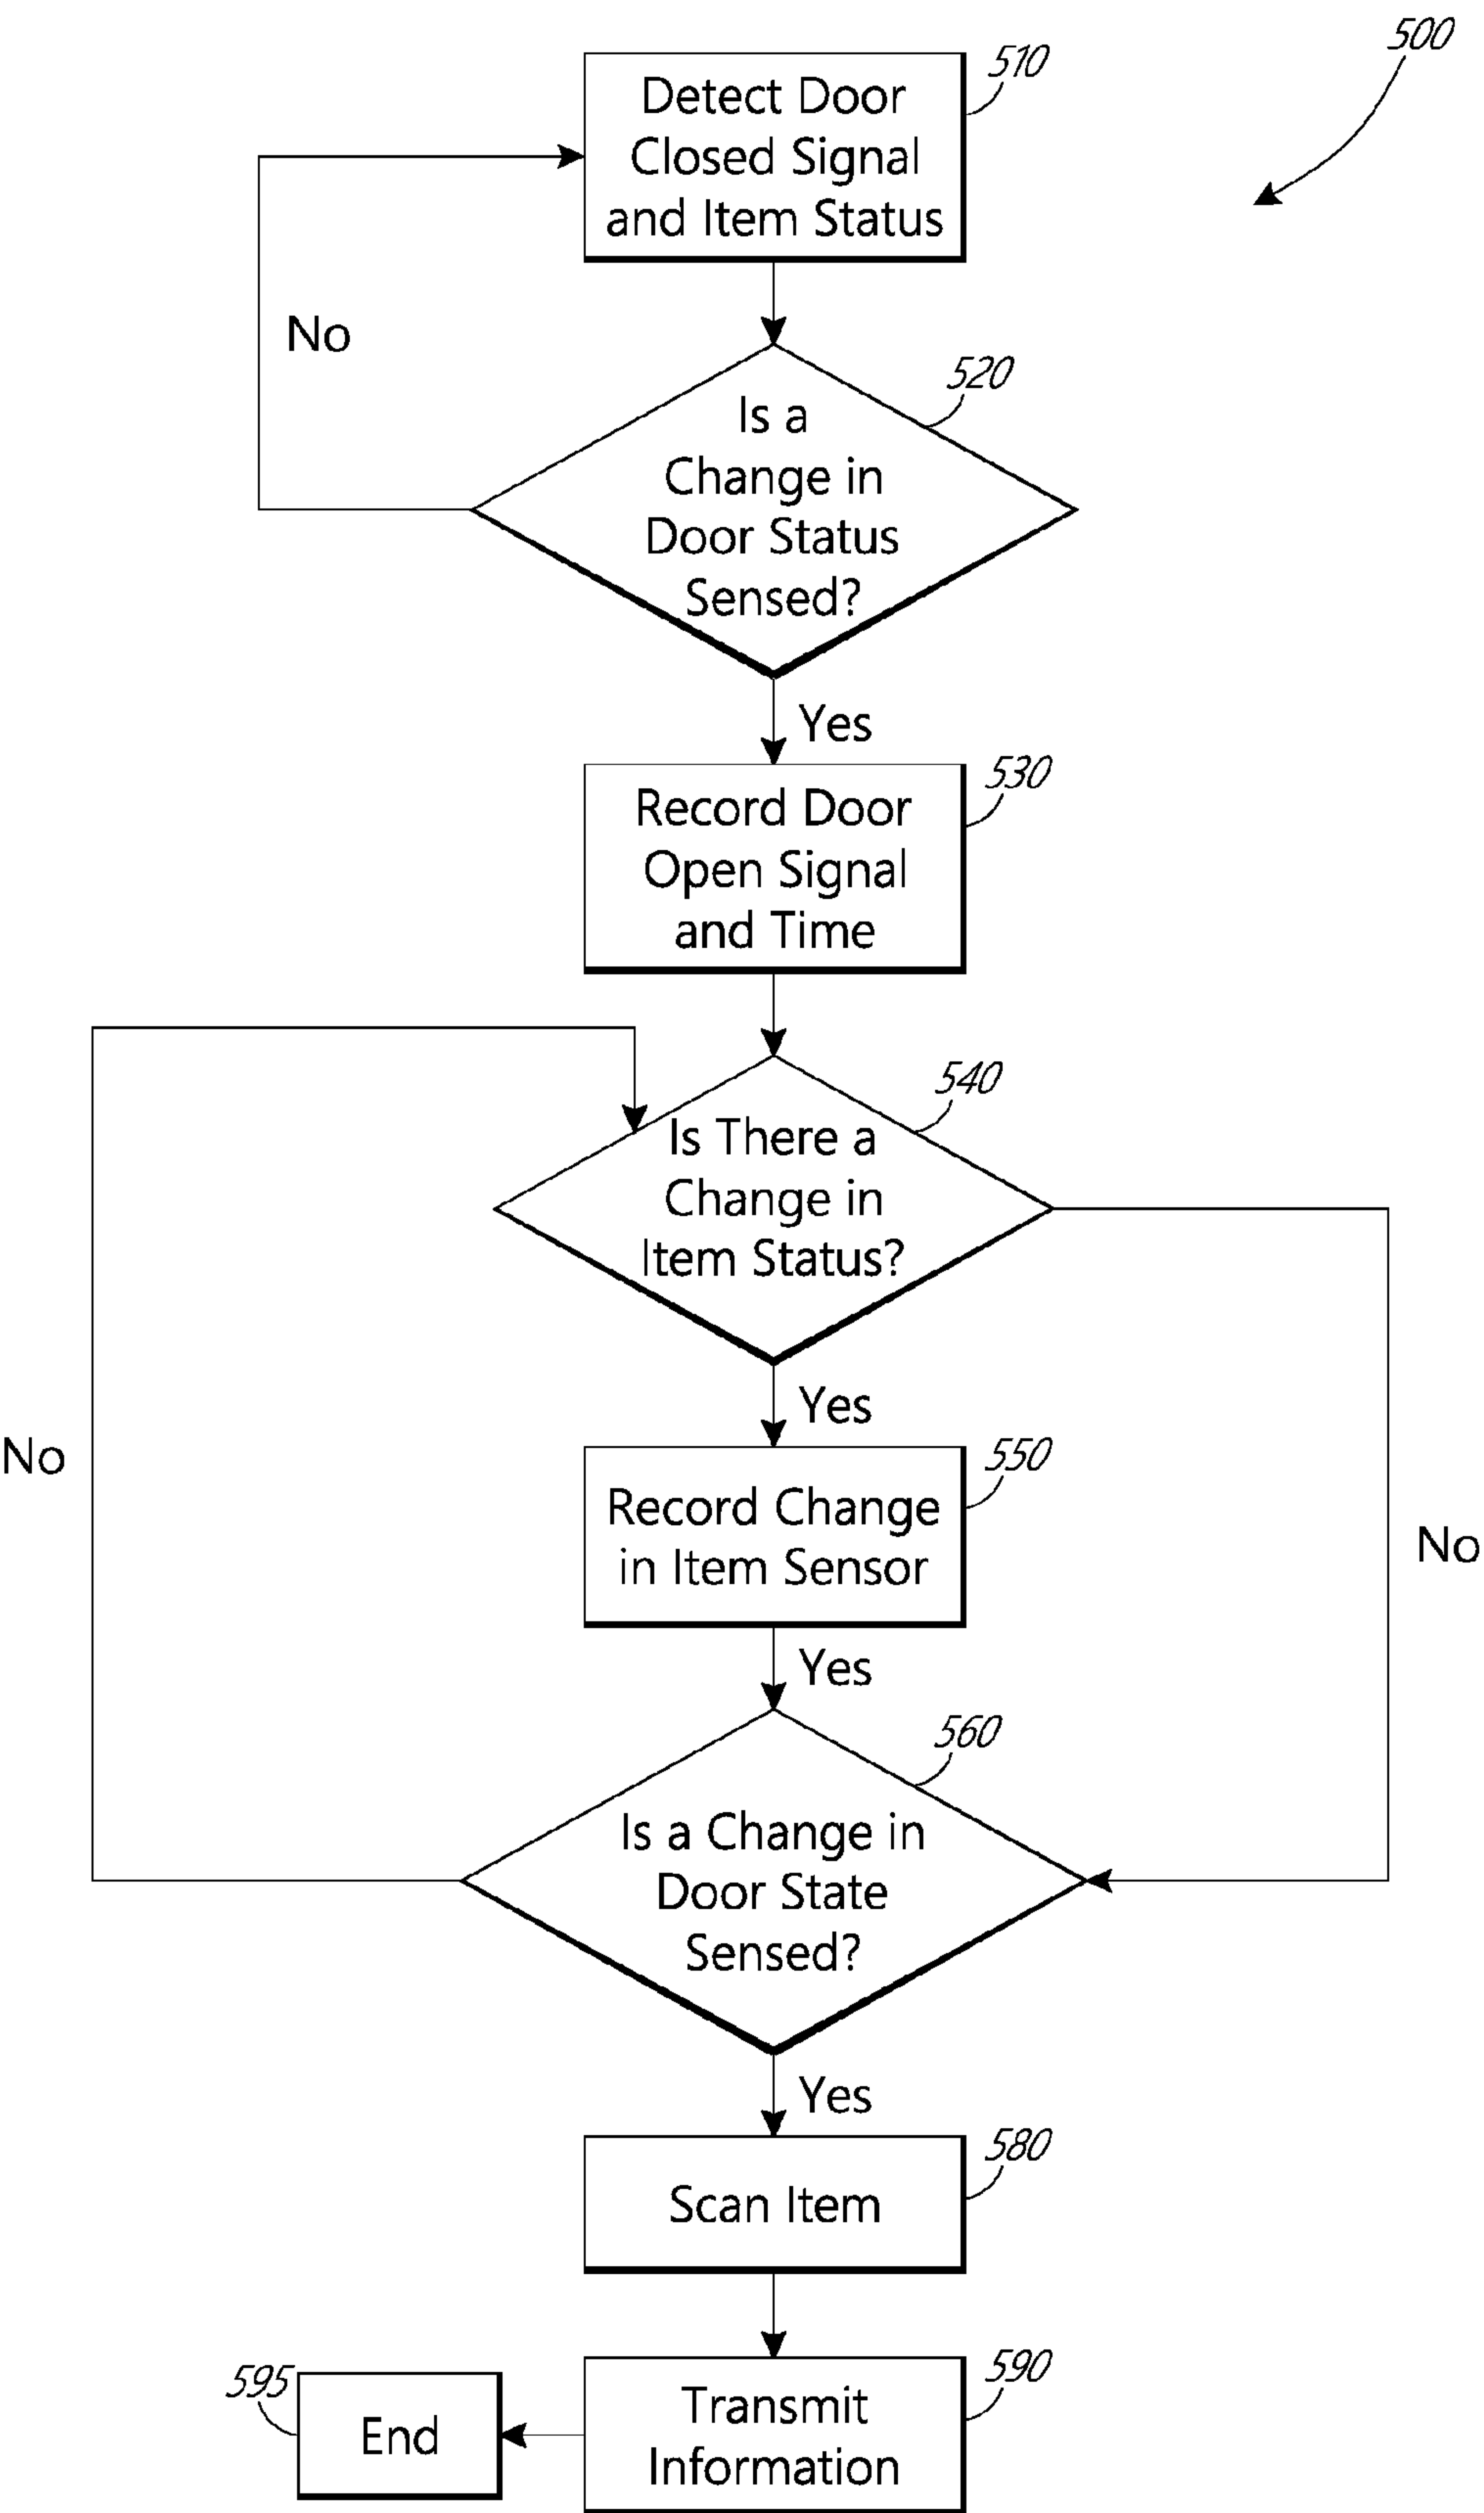 500
510
Detect Door
Closed Signal
and Item Status
No
520
Is a
Change in
Door Status
Sensed?
Yes
530
Record Door
Open Signal
and Time
540
Is There a
Change in
Item Status?
Yes
No
550
Record Change
in Item Sensor
No
Yes
560
Is a Change in
Door State
Sensed?
Yes
580
Scan Item
590
Transmit
Information
595
End